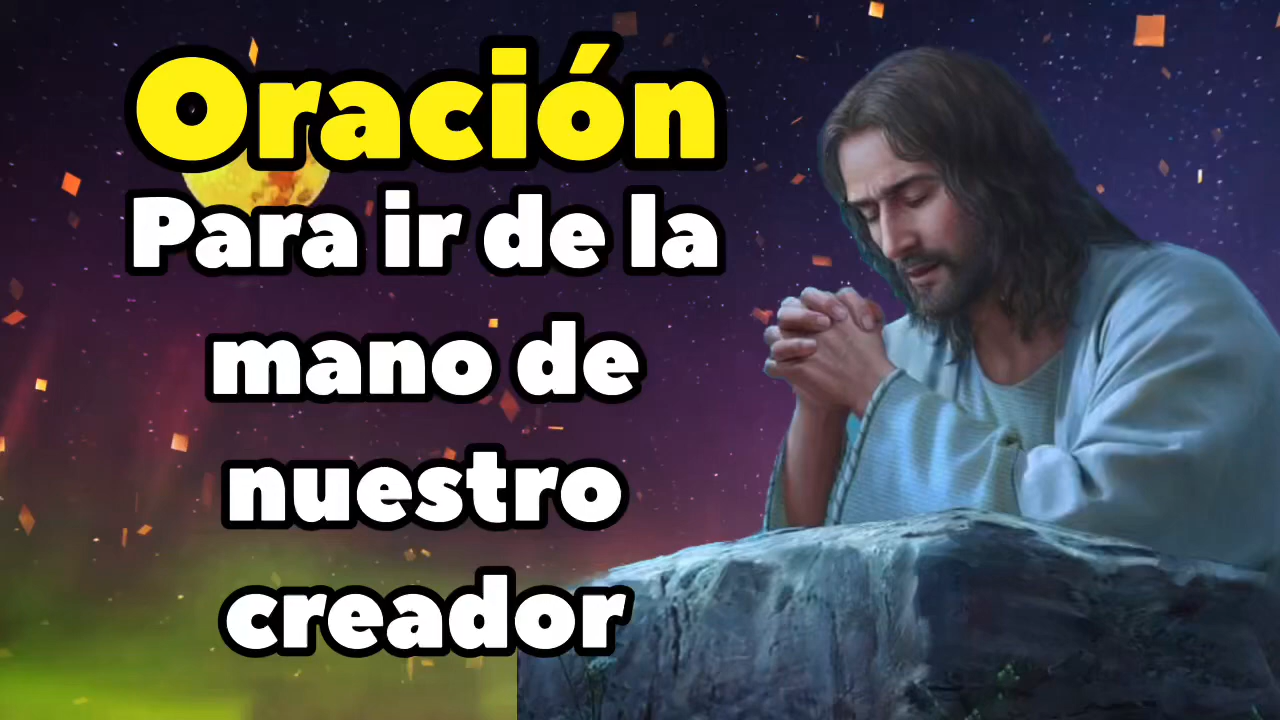 Oración
Para ir de la
mano de
nuestro
creador